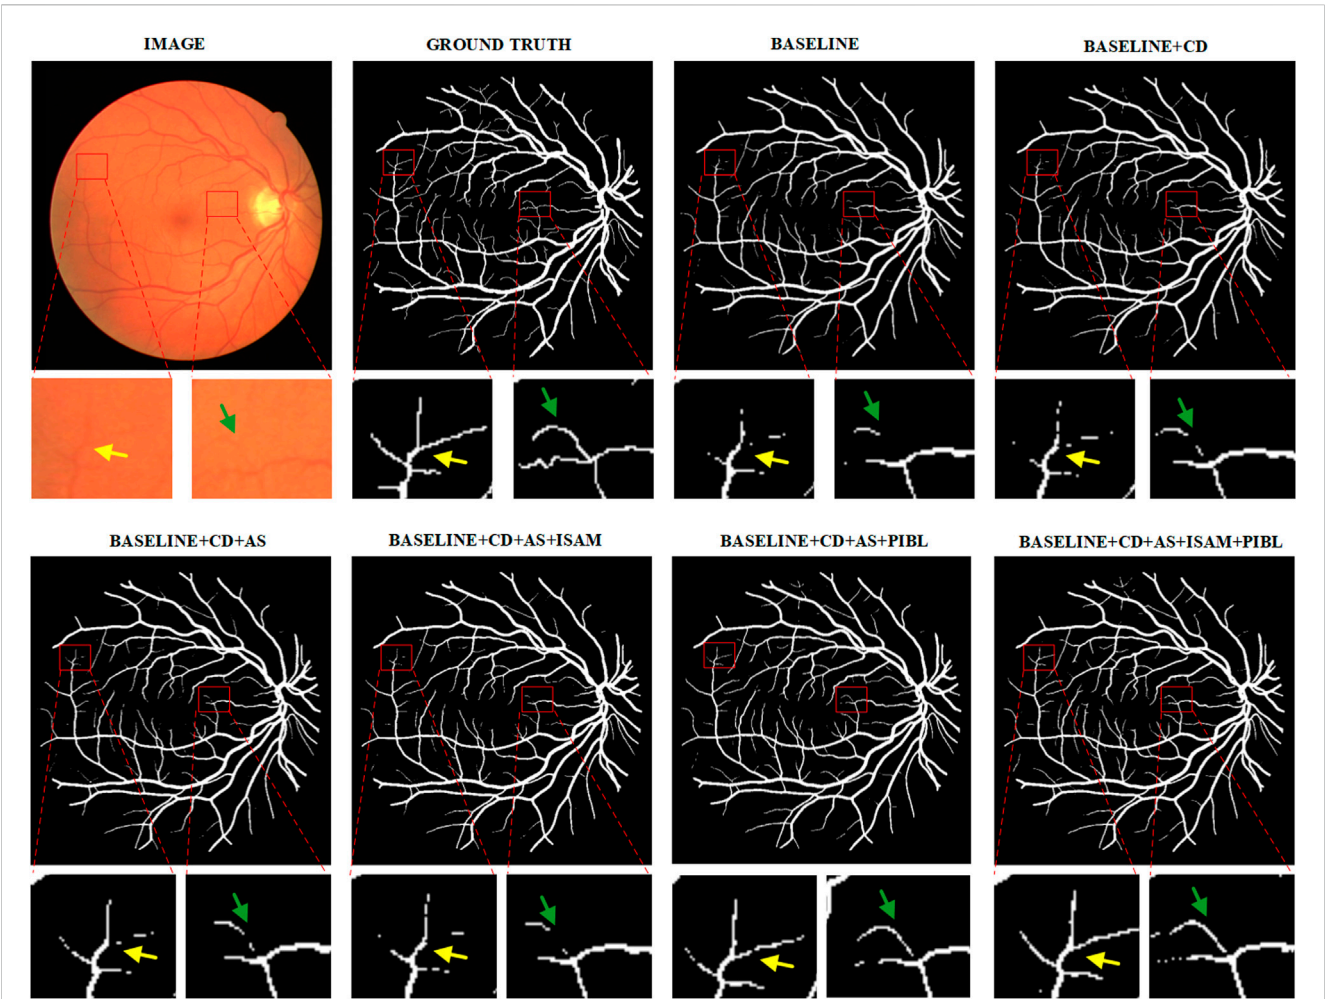 IMAGE
GROUND TRUTH
BASELINE
BASELINE+CD
BASELINE+CD+AS
BASELINE+CD+AS+ISAM
BASELINE+CD+AS+PIBL
BASELINE+CD+AS+ISAM+PIBL